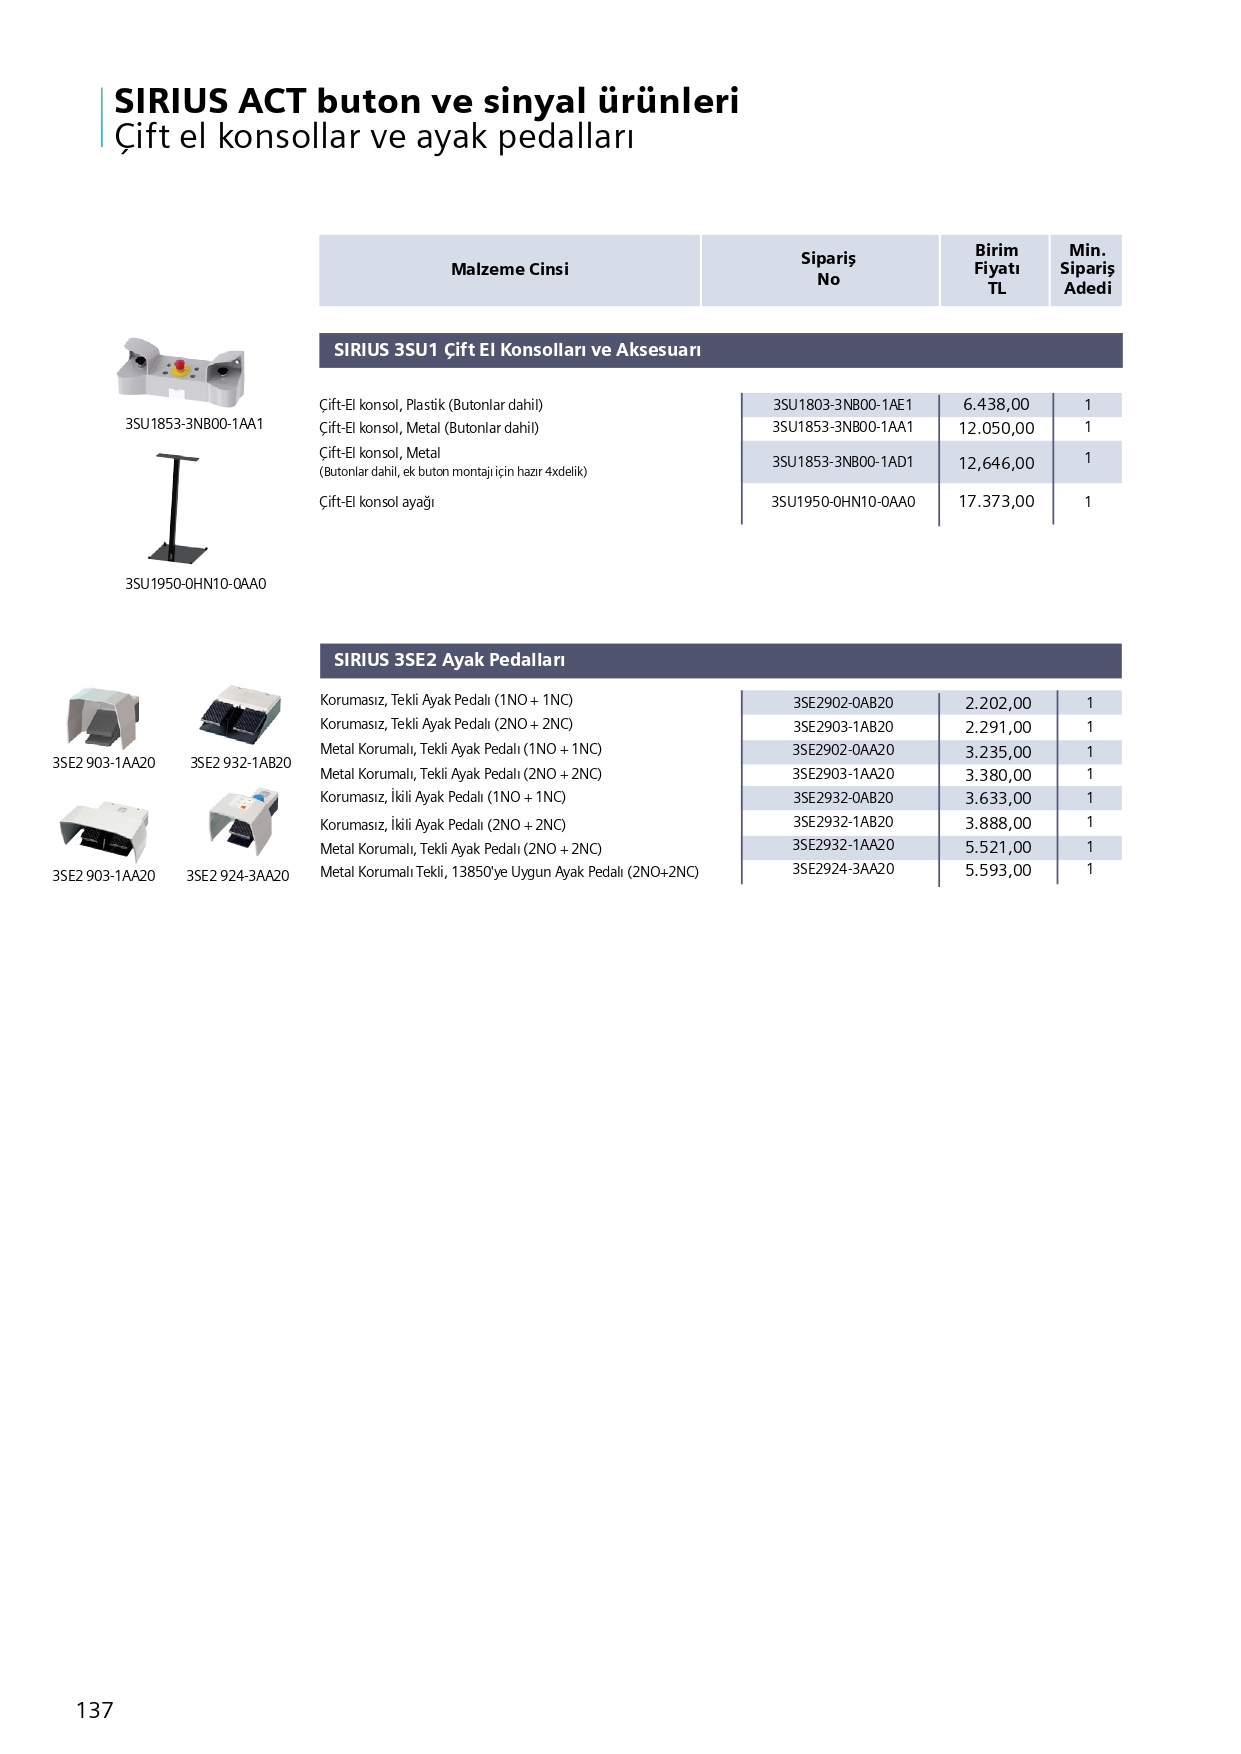 SIRIUS ACT buton ve sinyal ürünleri
Çift el konsollar ve ayak pedalları
Malzeme Cinsi
Sipariş
No
Birim
Fiyatı
TL
Min.
Sipariş
Adedi
SIRIUS 3SU1 Çift El Konsolları ve Aksesuarı
3SU1853-3NB00-1AA1
3SU1950-0HN10-0AA0
Çift-El konsol, Plastik (Butonlar dahil) 3SU1803-3NB00-1AE1 6.438,00 1
Çift-El konsol, Metal (Butonlar dahil) 3SU1853-3NB00-1AA1 12.050,00 1
Çift-El konsol, Metal
(Butonlar dahil, ek buton montajı için hazır 4xdelik) 3SU1853-3NB00-1AD1 12,646,00 1
Çift-El konsol ayağı 3SU1950-0HN10-0AA0 17.373,00 1
SIRIUS 3SE2 Ayak Pedalları
3SE2 903-1AA20 3SE2 932-1AB20
3SE2 903-1AA20 3SE2 924-3AA20
Korumasız, Tekli Ayak Pedalı (1NO + 1NC) 3SE2902-0AB20 2.202,00 1
Korumasız, Tekli Ayak Pedalı (2NO + 2NC) 3SE2903-1AB20 2.291,00 1
Metal Korumalı, Tekli Ayak Pedalı (1NO + 1NC) 3SE2902-0AA20 3.235,00 1
Metal Korumalı, Tekli Ayak Pedalı (2NO + 2NC) 3SE2903-1AA20 3.380,00 1
Korumasız, İkili Ayak Pedalı (1NO + 1NC) 3SE2932-0AB20 3.633,00 1
Korumasız, İkili Ayak Pedalı (2NO + 2NC) 3SE2932-1AB20 3.888,00 1
Metal Korumalı, Tekli Ayak Pedalı (2NO + 2NC) 3SE2932-1AA20 5.521,00 1
Metal Korumalı Tekli, 13850'ye Uygun Ayak Pedalı (2NO+2NC) 3SE2924-3AA20 5.593,00 1
137